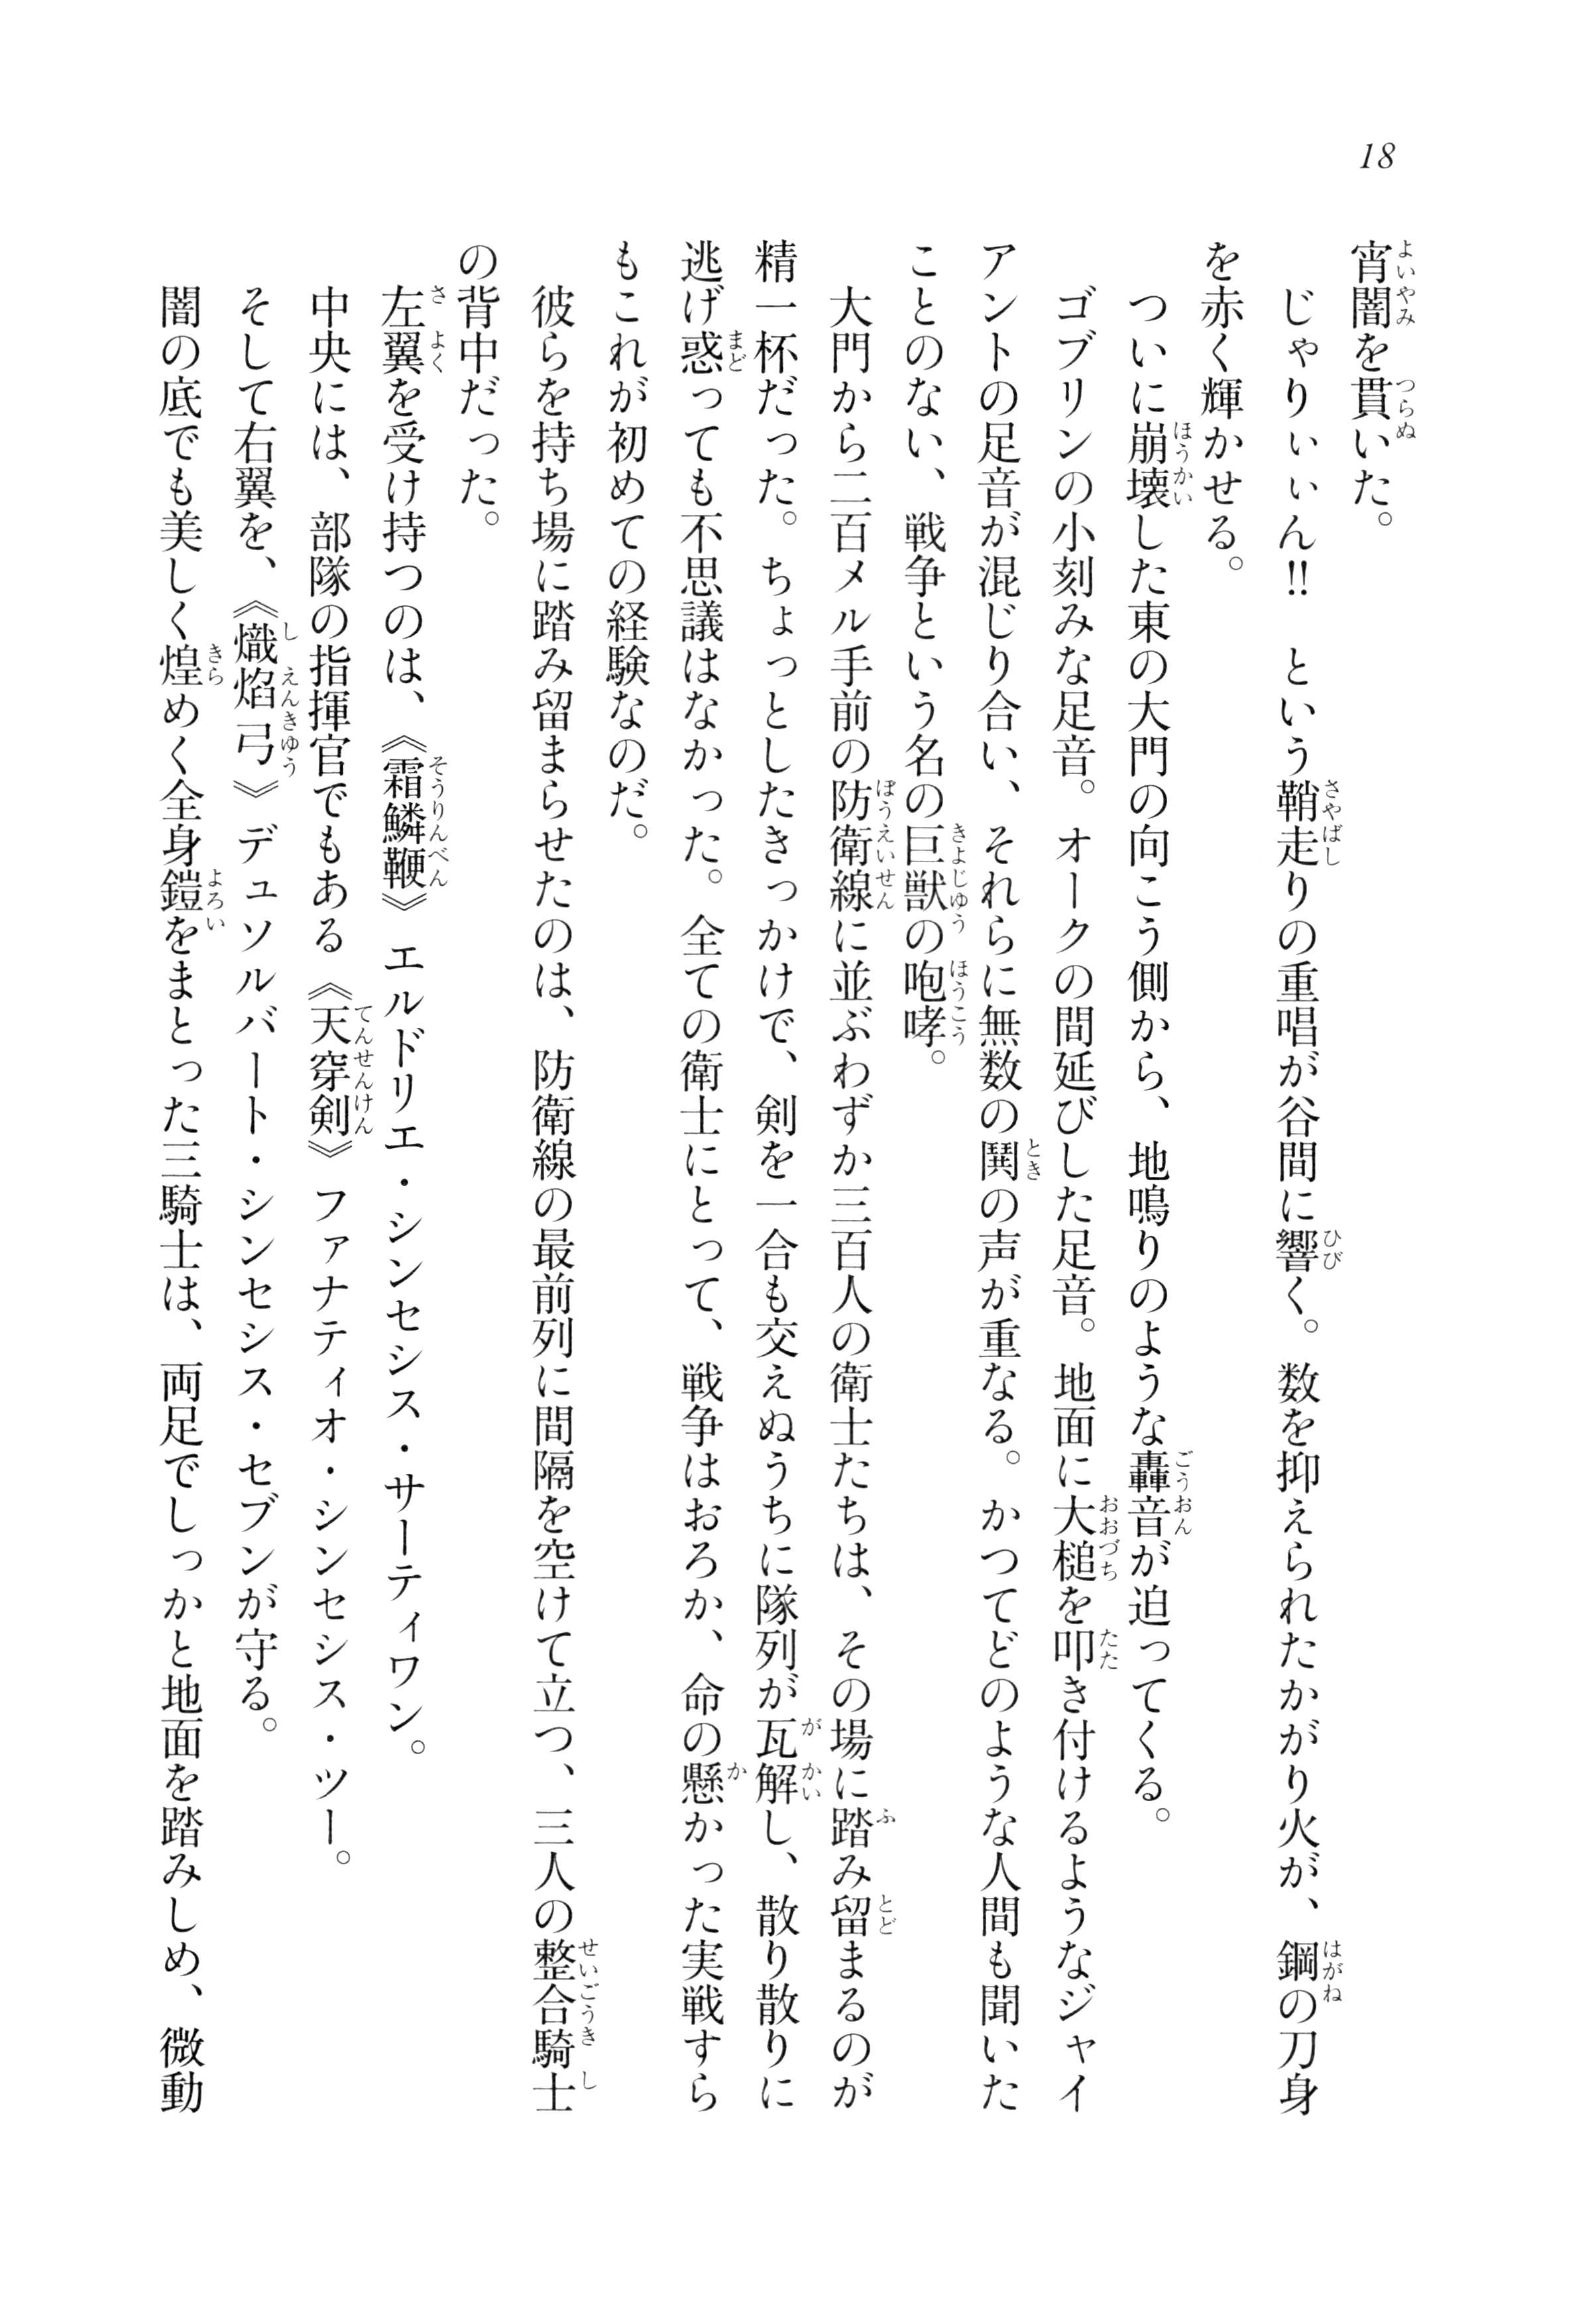 18
宵闇を貫いた。
じゃりぃぃん!!　という鞘走りの重唱が谷間に響く。数を抑えられたかがり火が、鋼の刀身
を赤く輝かせる。
ついに崩壊した東の大門の向こう側から、地鳴りのような轟音が迫ってくる。
ゴブリンの小刻みな足音。オークの間延びした足音。地面に大槌を叩き付けるようなジャイ
アントの足音が混じり合い、それらに無数の鬨の声が重なる。かつてどのような人間も聞いた
ことのない、戦争という名の巨獣の咆哮。
大門から二百メル手前の防衛線に並ぶわずか三百人の衛士たちは、その場に踏み留まるのが
精一杯だった。ちょっとしたきっかけで、剣を一合も交えぬうちに隊列が瓦解し、散り散りに
逃げ惑っても不思議はなかった。全ての衛士にとって、戦争はおろか、命の懸かった実戦すら
もこれが初めての経験なのだ。
彼らを持ち場に踏み留まらせたのは、防衛線の最前列に間隔を空けて立つ、三人の整合騎士
の背中だった。
左翼を受け持つのは、《霜鱗鞭》エルドリエ・シンセシス・サーティワン。
中央には、部隊の指揮官でもある《天穿剣》ファナティオ・シンセシス・ツー。
そして右翼を、《熾焰弓》デュソルバート・シンセシス・セブンが守る。
闇の底でも美しく煌めく全身鎧をまとった三騎士は、両足でしっかと地面を踏みしめ、微動